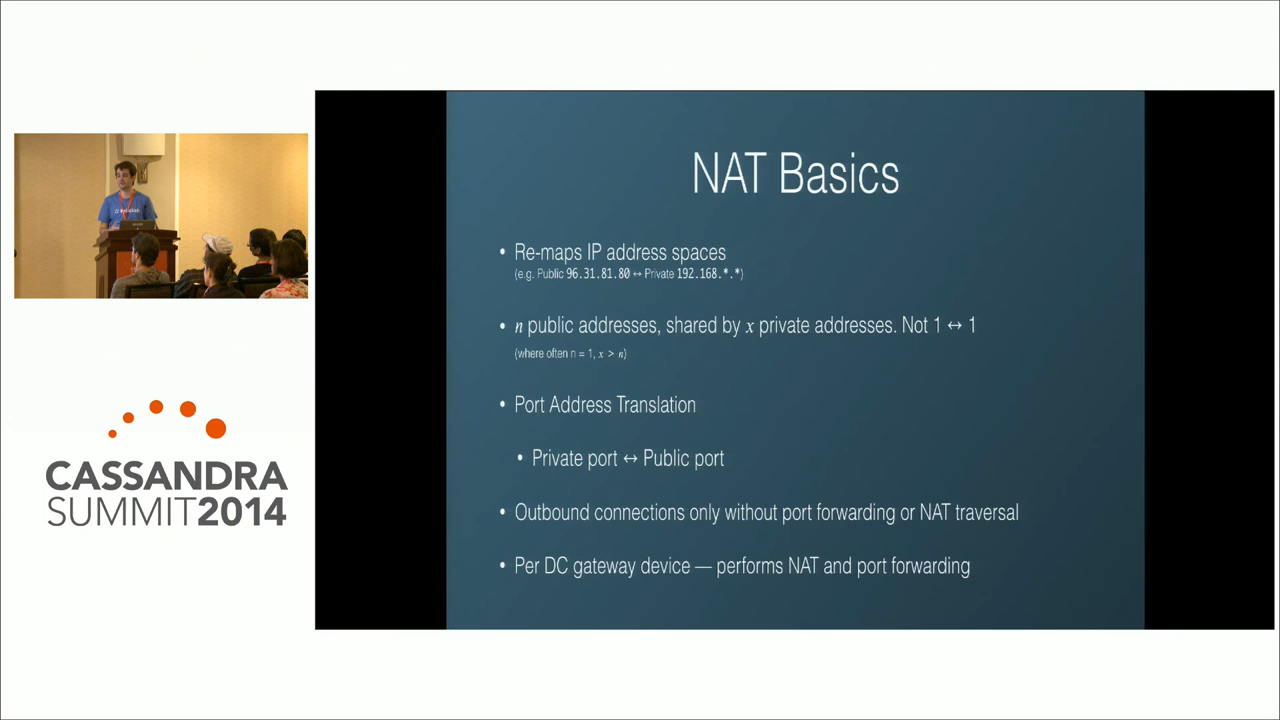 NAT Basics
• Re-maps IP address spaces
(e.g. Public 96.31.81.80 ↔ Private 192.168.*.*)
• n public addresses, shared by x private addresses. Not 1 ↔ 1
(where often n = 1, x > n)
• Port Address Translation
• Private port ↔ Public port
• Outbound connections only without port forwarding or NAT traversal
• Per DC gateway device — performs NAT and port forwarding
CASSANDRA
SUMMIT2014